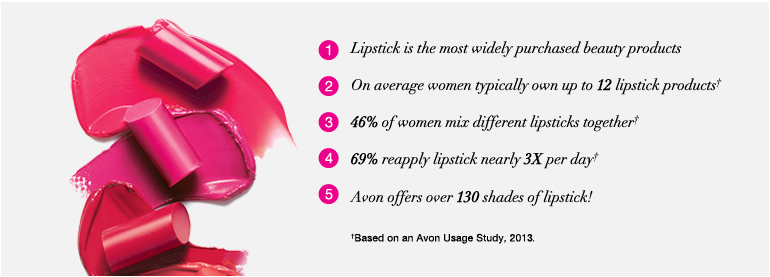 1 Lipstick is the most widely purchased beauty products
2 On average women typically own up to 12 lipstick products†
3 46% of women mix different lipsticks together†
4 69% reapply lipstick nearly 3X per day†
5 Avon offers over 130 shades of lipstick!
†Based on an Avon Usage Study, 2013.